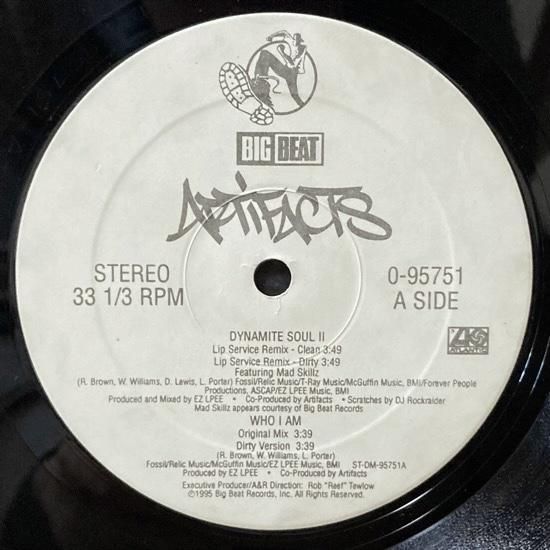 BIG BEAT
ARTIFACTS
STEREO
33 1/3 RPM
0-95751
A SIDE
DYNAMITE SOUL II
Lip Service Remix - Clean 3:49
Lip Service Remix - Dirty 3:49
Featuring Mad Skillz
(R. Brown, W. Williams, D. Lewis, L. Porter) Fossil/Relic Music/T-Ray Music/McGuffin Music, BMI/Forever People
Productions, ASCAP/EZ LPEE Music, BMI
Produced and Mixed by EZ LPEE • Co-Produced by Artifacts • Scratches by DJ Rockraider
Mad Skillz appears courtesy of Big Beat Records
ATLANTIC
WHO I AM
Original Mix 3:39
Dirty Version 3:39
(R. Brown, W. Williams, L. Porter)
Fossil/Relic Music/McGuffin Music/EZ LPEE Music, BMI
ST-DM-95751A
Produced by EZ LPEE • Co-Produced by Artifacts
Executive Producer/A&R Direction: Rob "Reef" Tewlow
©1995 Big Beat Records, Inc. All Rights Reserved.